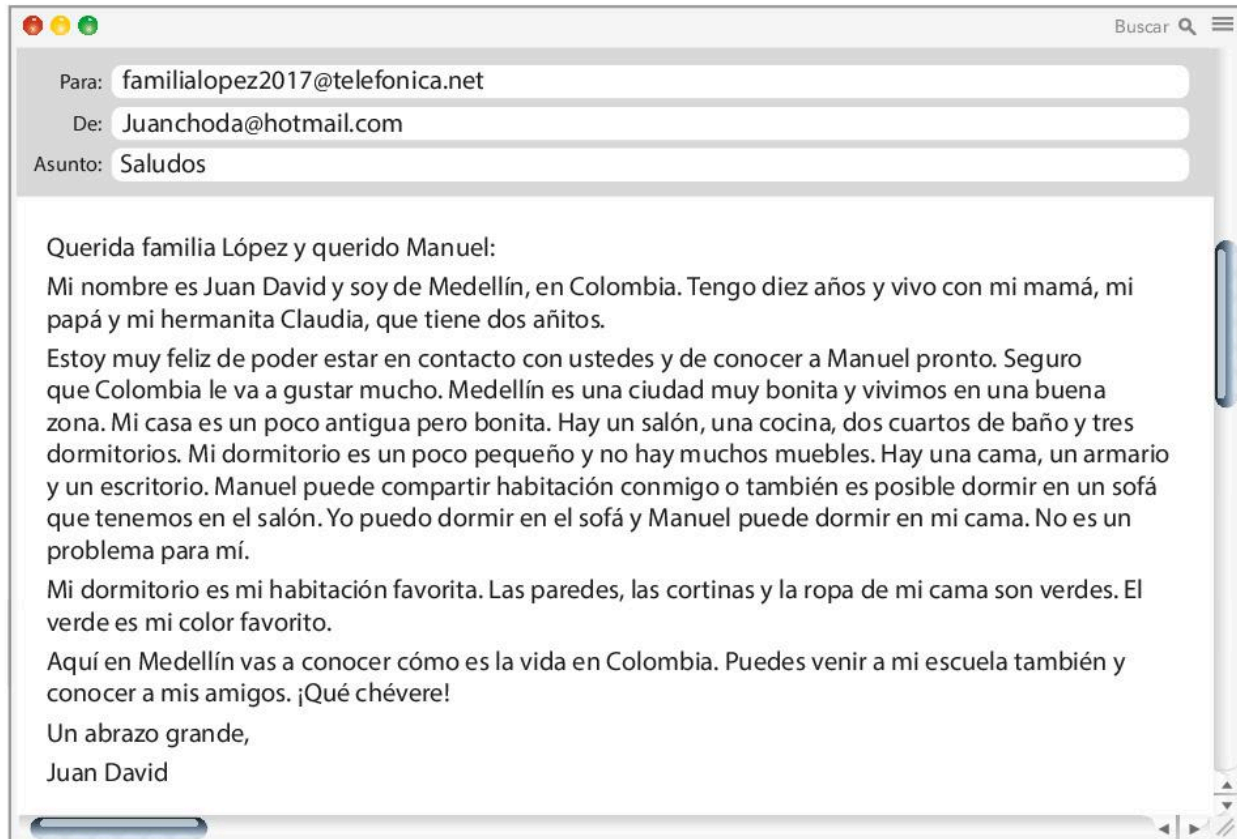 Buscar
Para: familialopez2017@telefonica.net
De: Juanchoda@hotmail.com
Asunto: Saludos
Querida familia López y querido Manuel:
Mi nombre es Juan David y soy de Medellín, en Colombia. Tengo diez años y vivo con mi mamá, mi
papá y mi hermanita Claudia, que tiene dos añitos.
Estoy muy feliz de poder estar en contacto con ustedes y de conocer a Manuel pronto. Seguro
que Colombia le va a gustar mucho. Medellín es una ciudad muy bonita y vivimos en una buena
zona. Mi casa es un poco antigua pero bonita. Hay un salón, una cocina, dos cuartos de baño y tres
dormitorios. Mi dormitorio es un poco pequeño y no hay muchos muebles. Hay una cama, un armario
y un escritorio. Manuel puede compartir habitación conmigo o también es posible dormir en un sofá
que tenemos en el salón. Yo puedo dormir en el sofá y Manuel puede dormir en mi cama. No es un
problema para mí.
Mi dormitorio es mi habitación favorita. Las paredes, las cortinas y la ropa de mi cama son verdes. El
verde es mi color favorito.
Aquí en Medellín vas a conocer cómo es la vida en Colombia. Puedes venir a mi escuela también y
conocer a mis amigos. ¡Qué chévere!
Un abrazo grande,
Juan David